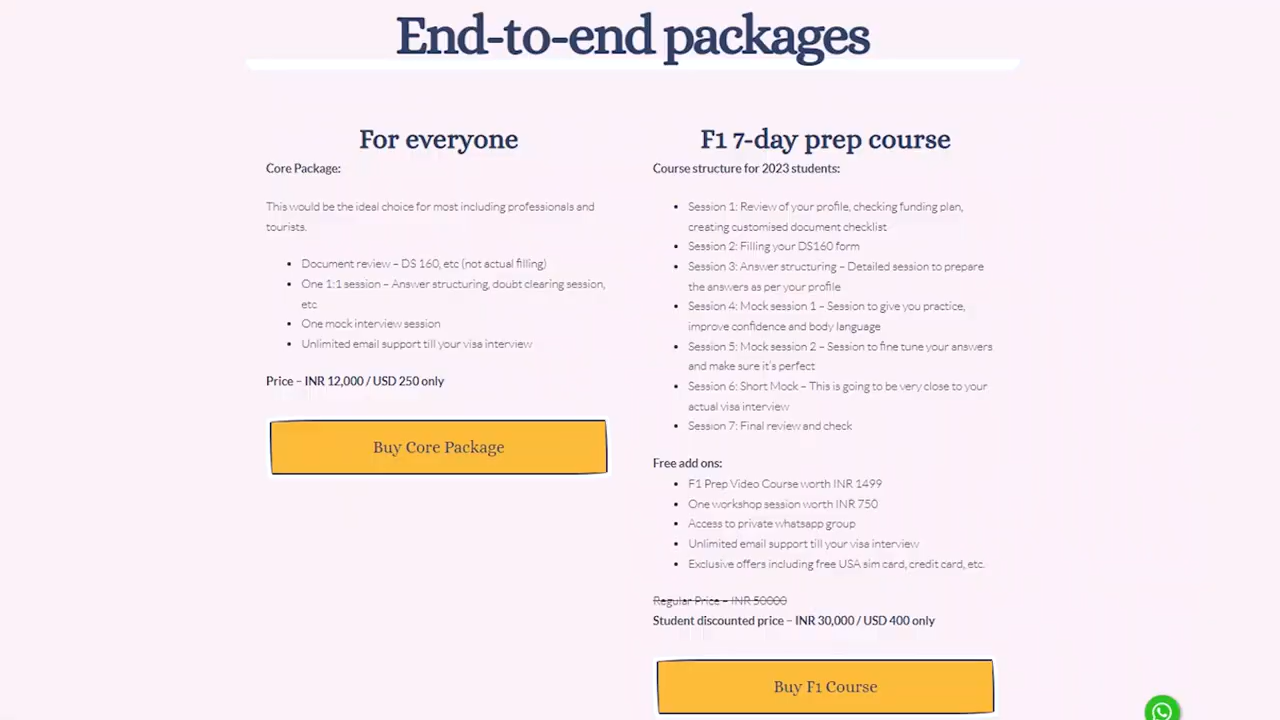 End-to-end packages
For everyone
Core Package:
This would be the ideal choice for most including professionals and
tourists.
Document review – DS 160, etc (not actual filling)
One 1:1 session – Answer structuring, doubt clearing session,
etc
One mock interview session
Unlimited email support till your visa interview
Price – INR 12,000 / USD 250 only
Buy Core Package
F1 7-day prep course
Course structure for 2023 students:
Session 1: Review of your profile, checking funding plan,
creating customised document checklist
Session 2: Filling your DS160 form
Session 3: Answer structuring – Detailed session to prepare
the answers as per your profile
Session 4: Mock session 1 – Session to give you practice,
improve confidence and body language
Session 5: Mock session 2 – Session to fine tune your answers
and make sure it's perfect
Session 6: Short Mock – This is going to be very close to your
actual visa interview
Session 7: Final review and check
Free add ons:
F1 Prep Video Course worth INR 1499
One workshop session worth INR 750
Access to private whatsapp group
Unlimited email support till your visa interview
Exclusive offers including free USA sim card, credit card, etc.
Regular Price – INR 50000
Student discounted price – INR 30,000 / USD 400 only
Buy F1 Course